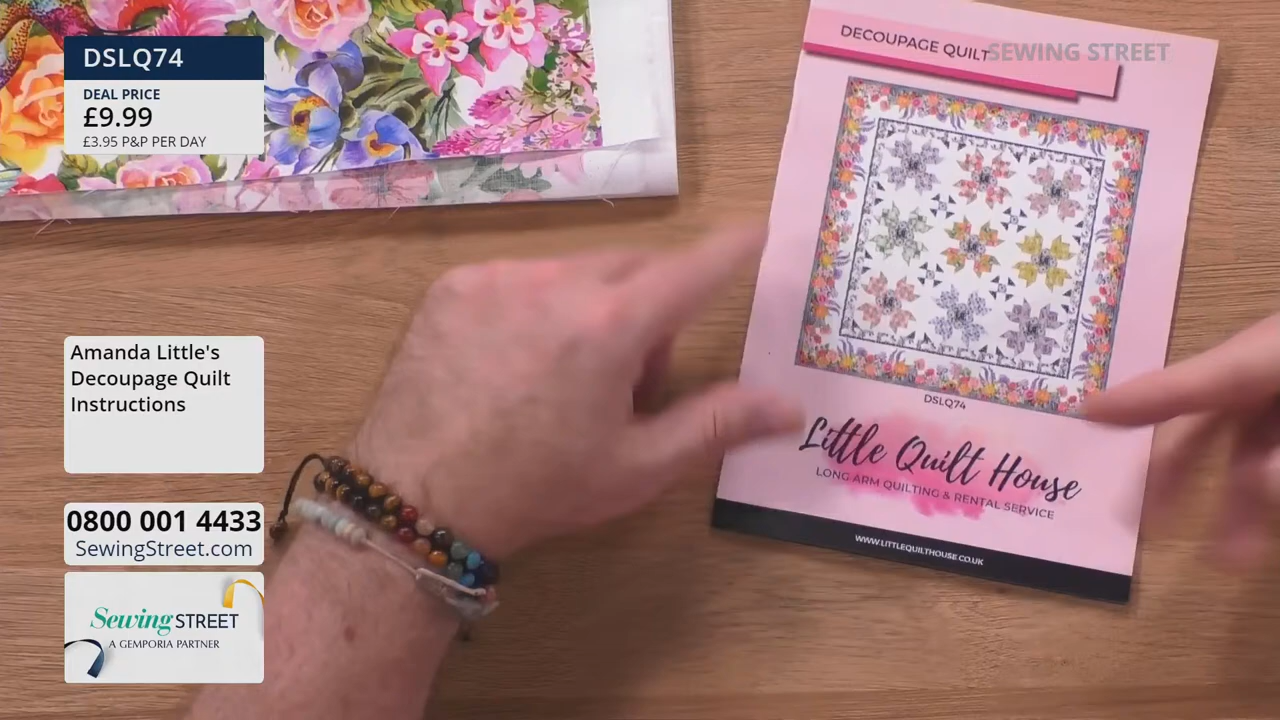 DSLQ74
DEAL PRICE
£9.99
£3.95 P&P PER DAY
Amanda Little's
Decoupage Quilt
Instructions
0800 001 4433
SewingStreet.com
Sewing STREET
A GEMPORIA PARTNER
SEWING STREET
DECOUPAGE QUILT
DSLQ74
Little Quilt House
LONG ARM QUILTING & RENTAL SERVICE
WWW.LITTLEQUILTHOUSE.CO.UK